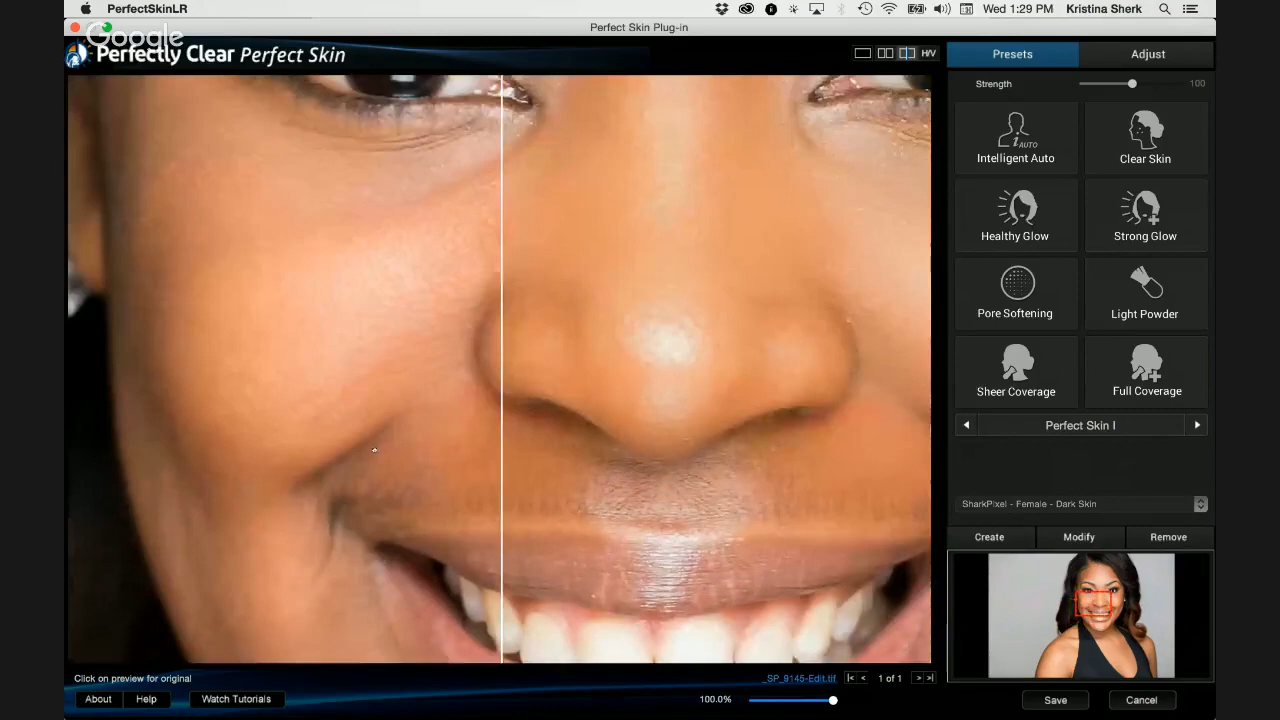 PerfectSkinLR
Wed 1:29 PM Kristina Sherk
Perfect Skin Plug-in
Google
Perfectly Clear Perfect Skin
H/V
Presets Adjust
Strength 100
Intelligent Auto
iAUTO
Clear Skin
Healthy Glow
Strong Glow
Pore Softening
Light Powder
Sheer Coverage
Full Coverage
Perfect Skin I
SharkPixel - Female - Dark Skin
Create Modify Remove
Click on preview for original
_SP_9145-Edit.tif
1 of 1
About Help Watch Tutorials
100.0%
Save Cancel